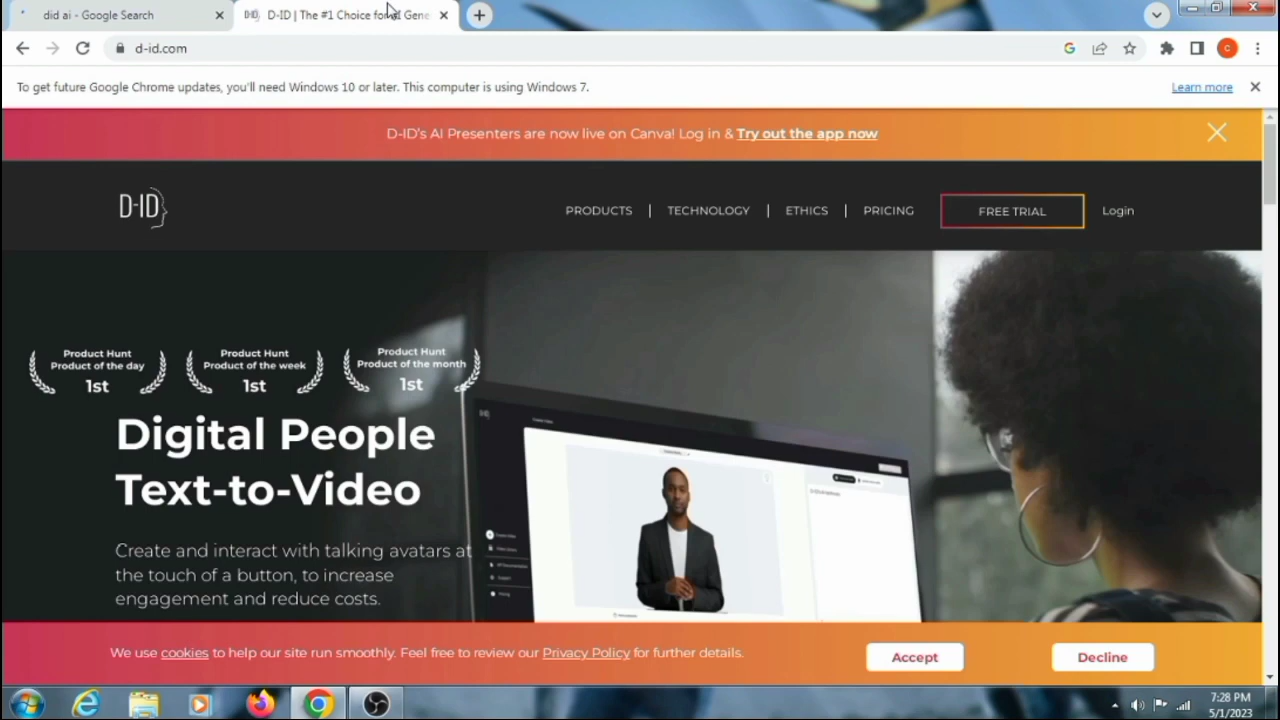 did ai - Google Search
D-ID | The #1 Choice for AI Gene
d-id.com
To get future Google Chrome updates, you'll need Windows 10 or later. This computer is using Windows 7.
Learn more
D-ID's AI Presenters are now live on Canva! Log in & Try out the app now
D-ID
PRODUCTS | TECHNOLOGY | ETHICS | PRICING
FREE TRIAL
Login
Product Hunt
Product of the day
1st
Product Hunt
Product of the week
1st
Product Hunt
Product of the month
1st
Digital People
Text-to-Video
Create and interact with talking avatars at
the touch of a button, to increase
engagement and reduce costs.
We use cookies to help our site run smoothly. Feel free to review our Privacy Policy for further details.
Accept
Decline
7:28 PM
5/1/2023